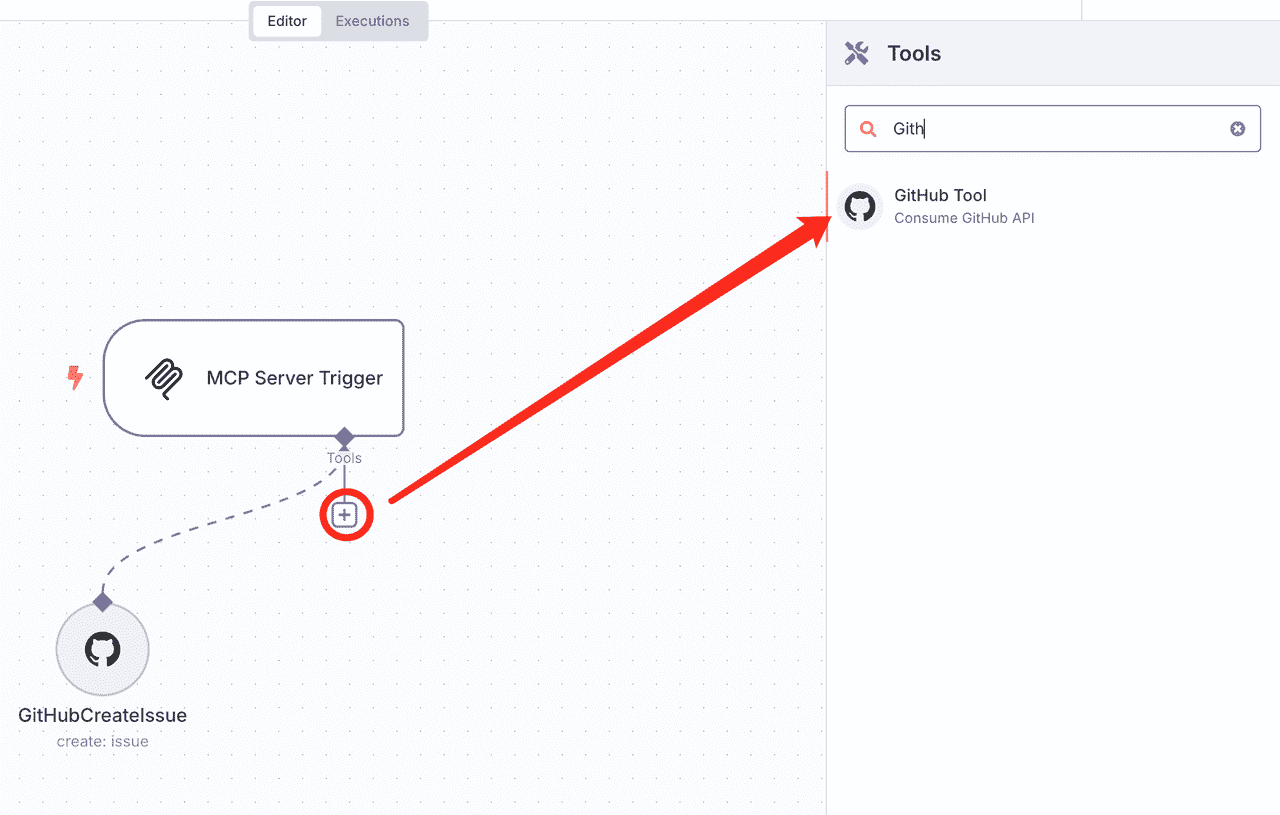 Editor
Executions
Tools
Gith
GitHub Tool
Consume GitHub API
MCP Server Trigger
Tools
GitHubCreateIssue
create: issue